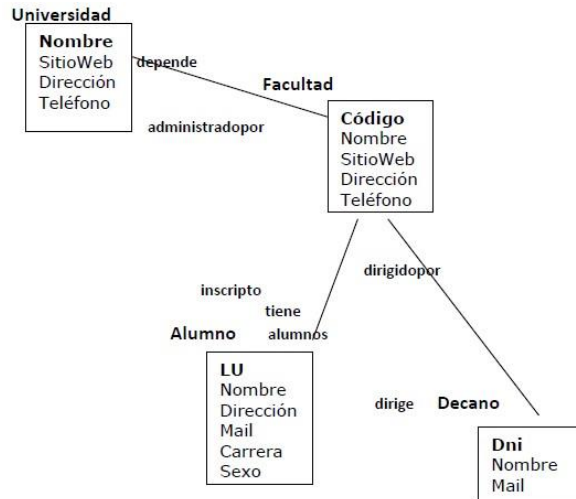 Universidad
Nombre
SitioWeb
Dirección
Teléfono
depende
administradopor
Facultad
Código
Nombre
SitioWeb
Dirección
Teléfono
inscripto
tiene
alumnos
dirigidopor
Alumno
LU
Nombre
Dirección
Mail
Carrera
Sexo
dirige
Decano
Dni
Nombre
Mail